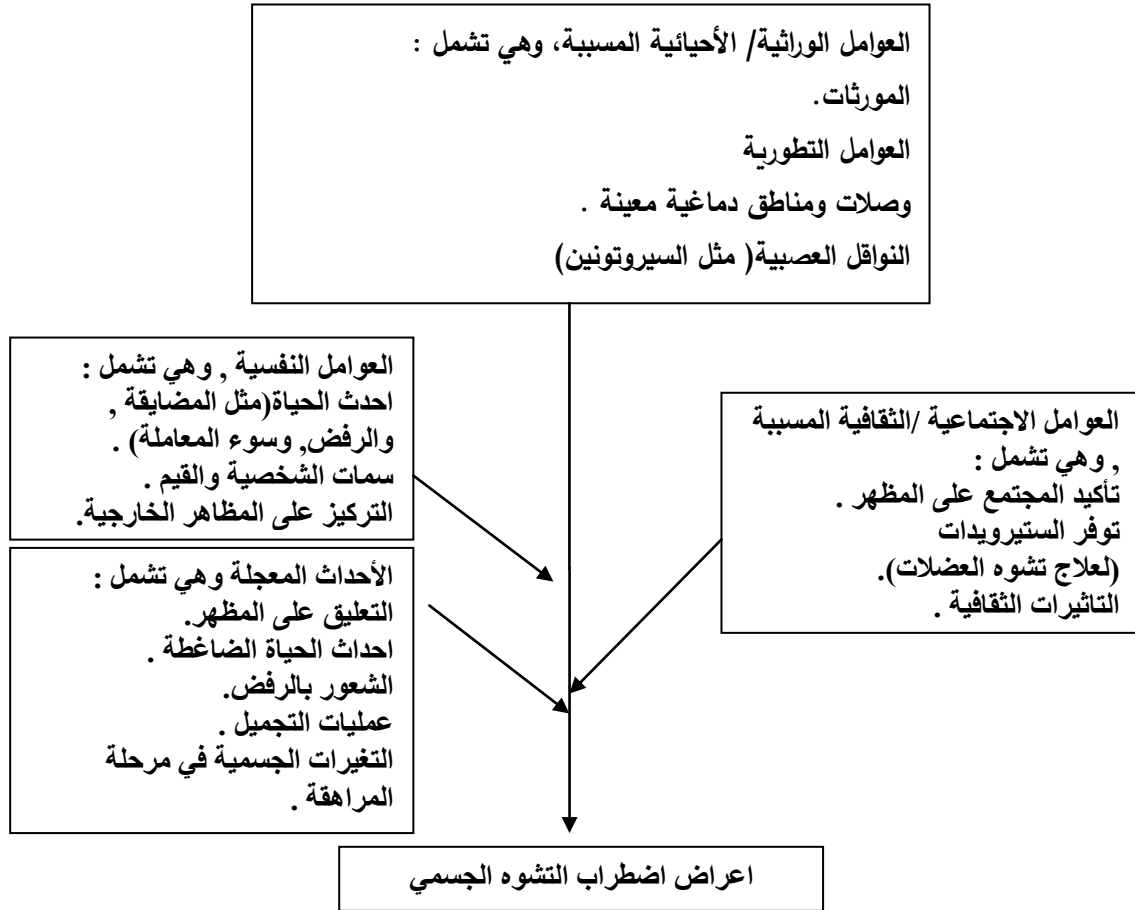 العوامل الوراثية/ الأحيائية المسببة، وهي تشمل :
المورثات.
العوامل التطورية
وصلات ومناطق دماغية معينة .
النواقل العصبية( مثل السيروتونين)
العوامل النفسية , وهي تشمل :
احدث الحياة(مثل المضايقة ,
والرفض, وسوء المعاملة) .
سمات الشخصية والقيم .
التركيز على المظاهر الخارجية.
العوامل الاجتماعية /الثقافية المسببة
, وهي تشمل :
تأكيد المجتمع على المظهر .
توفر الستيرويدات
(لعلاج تشوه العضلات).
التاثيرات الثقافية .
الأحداث المعجلة وهي تشمل :
التعليق على المظهر.
احداث الحياة الضاغطة .
الشعور بالرفض.
عمليات التجميل .
التغيرات الجسمية في مرحلة
المراهقة .
اعراض اضطراب التشوه الجسمي